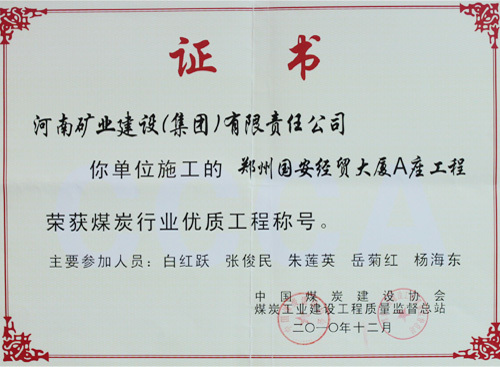 证 书
河南矿业建设(集团)有限责任公司
你单位施工的 郑州国安经贸大厦A座工程
荣获煤炭行业优质工程称号。
主要参加人员：白红跃 张俊民 朱莲英 岳菊红 杨海东
中国煤炭建设协会
煤炭工业建设工程质量监督总站
二〇一〇年十二月